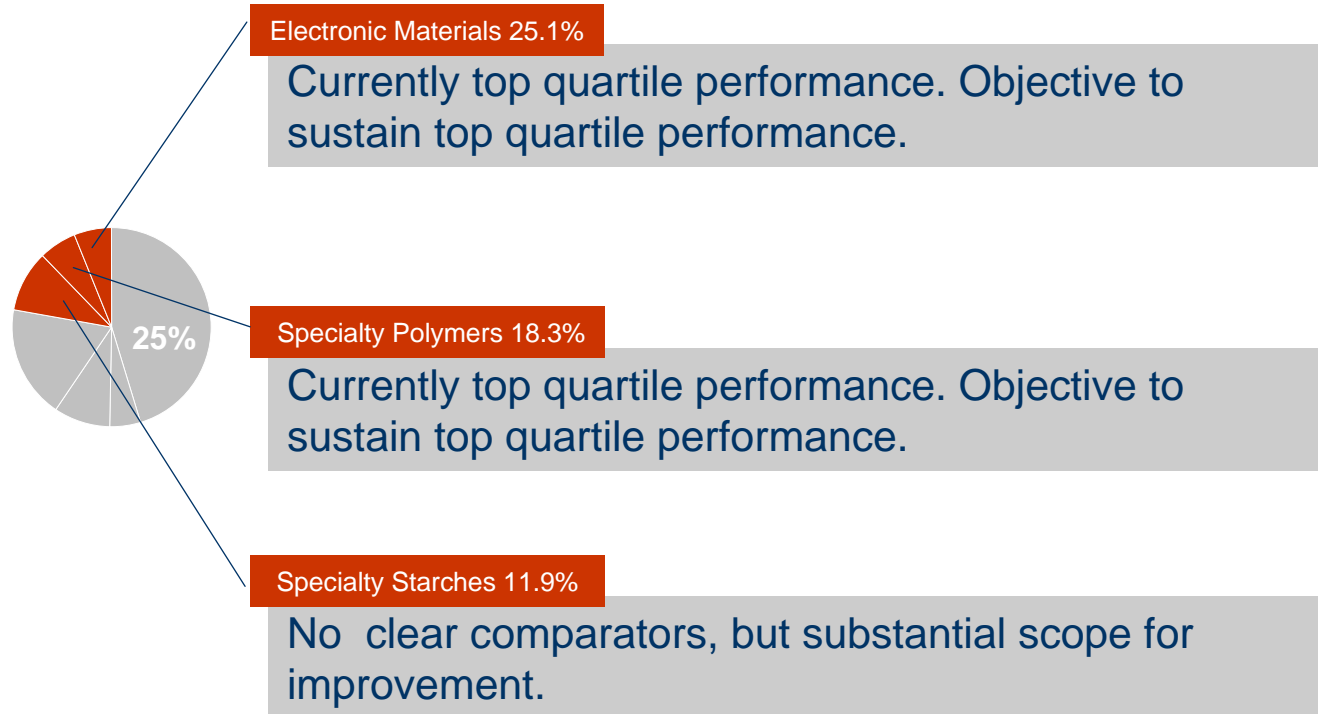 Electronic Materials 25.1%
Currently top quartile performance. Objective to
sustain top quartile performance.
25%
Specialty Polymers 18.3%
Currently top quartile performance. Objective to
sustain top quartile performance.
Specialty Starches 11.9%
No  clear comparators, but substantial scope for
improvement.